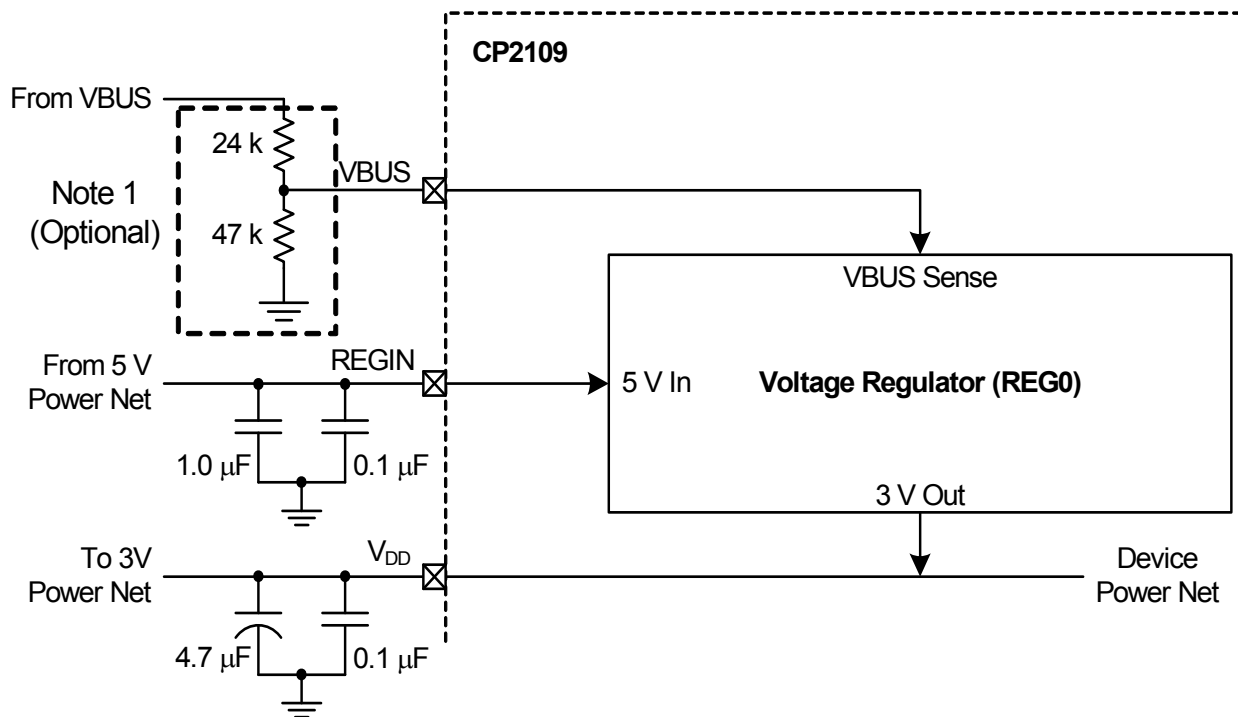 CP2109
From VBUS
24 k
VBUS
Note 1
(Optional)
47 k
VBUS Sense
From 5 V
Power Net
REGIN
5 V In
Voltage Regulator (REG0)
1.0 μF
0.1 μF
3 V Out
To 3V
Power Net
VDD
Device
Power Net
4.7 μF
0.1 μF